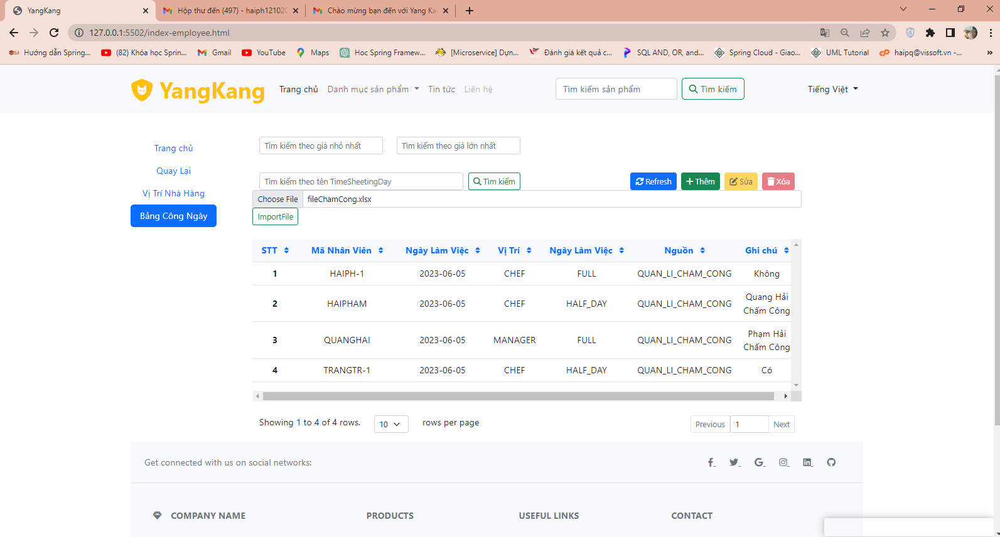 YangKang
Hộp thư đến (497) - haiph12102
Chào mừng bạn đến với Yang Ka
127.0.0.1:5502/index-employee.html
Hướng dẫn Spring...
(82) Khóa học Sprin...
Gmail
YouTube
Maps
Hoc Spring Framew...
[Microservice] Dựn...
Đánh giá kết quả c...
SQL AND, OR, and...
Spring Cloud - Giao...
UML Tutorial
haipq@vissoft.vn -...
»
YangKang
Trang chủ
Danh mục sản phẩm
Tin tức
Liên hệ
Tìm kiếm sản phẩm
Tìm kiếm
Tiếng Việt
Trang chủ
Quay Lại
Vị Trí Nhà Hàng
Bảng Công Ngày
Tìm kiếm theo giá nhỏ nhất
Tìm kiếm theo giá lớn nhất
Tìm kiếm theo tên TimeSheetingDay
Tìm kiếm
Refresh
Thêm
Sửa
Xóa
Choose File fileChamCong.xlsx
ImportFile
STT Mã Nhân Viên Ngày Làm Việc Vị Trí Ngày Làm Việc Nguồn Ghi chú
1 HAIPH-1 2023-06-05 CHEF FULL QUAN_LI_CHAM_CONG Không
2 HAIPHAM 2023-06-05 CHEF HALF_DAY QUAN_LI_CHAM_CONG Quang Hải
Chấm Công
3 QUANGHAI 2023-06-05 MANAGER FULL QUAN_LI_CHAM_CONG Phạm Hải
Chấm Công
4 TRANGTR-1 2023-06-05 CHEF HALF_DAY QUAN_LI_CHAM_CONG Có
Showing 1 to 4 of 4 rows. 10 rows per page
Previous 1 Next
Get connected with us on social networks:
COMPANY NAME
PRODUCTS
USEFUL LINKS
CONTACT